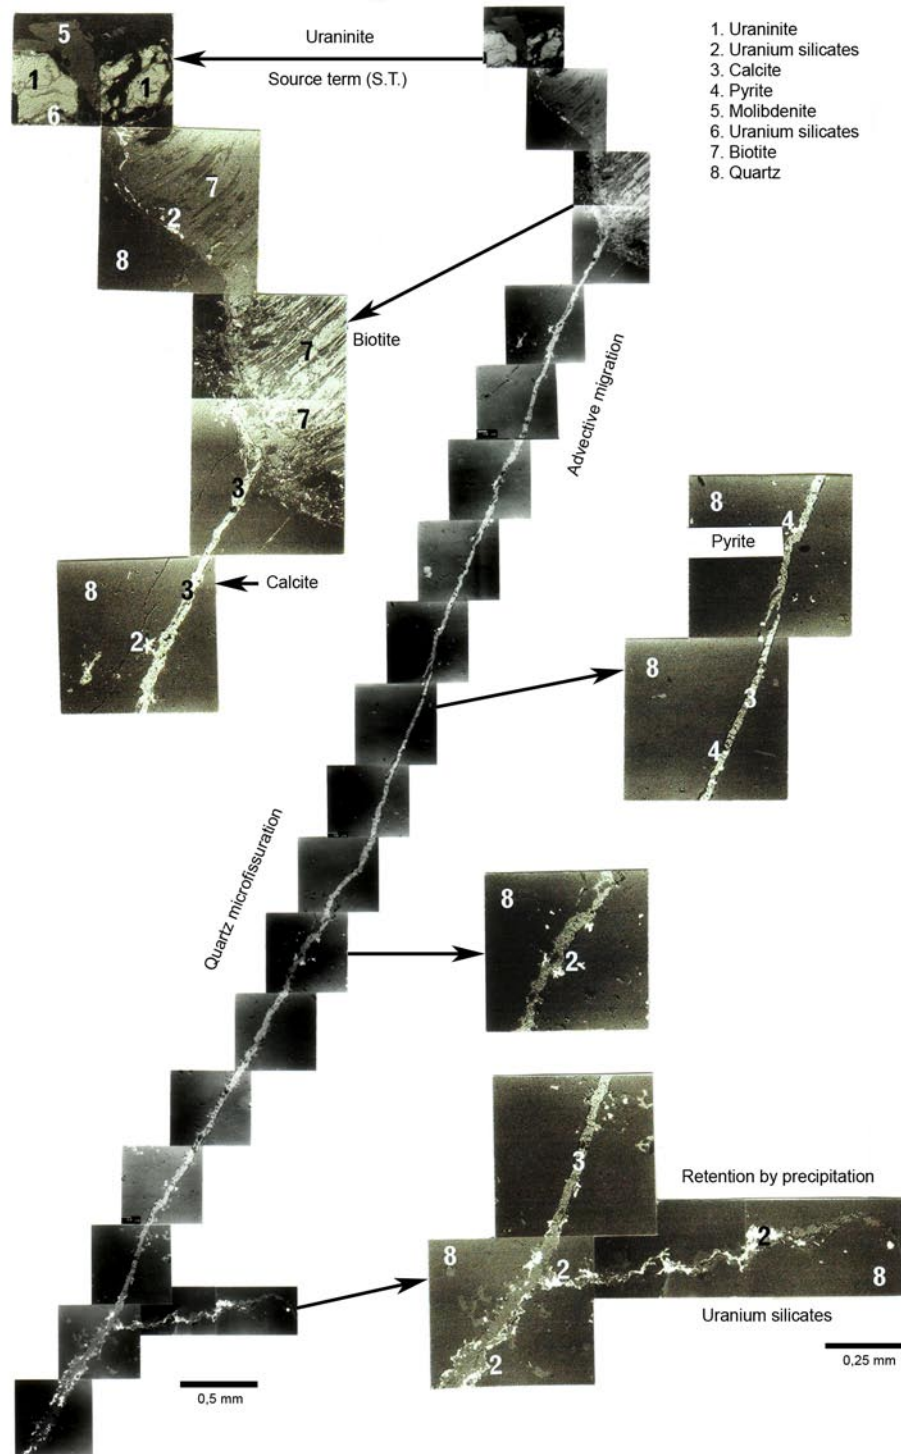 Uraninite
Source term (S.T.)
1. Uraninite
2. Uranium silicates
3. Calcite
4. Pyrite
5. Molibdenite
6. Uranium silicates
7. Biotite
8. Quartz
5
1
1
6
7
2
8
Biotite
7
7
3
Calcite
8
3
2
Advective migration
8
4
Pyrite
8
3
4
Quartz microfissuration
8
2
3
Retention by precipitation
8
2
2
8
2
Uranium silicates
0,5 mm
0,25 mm